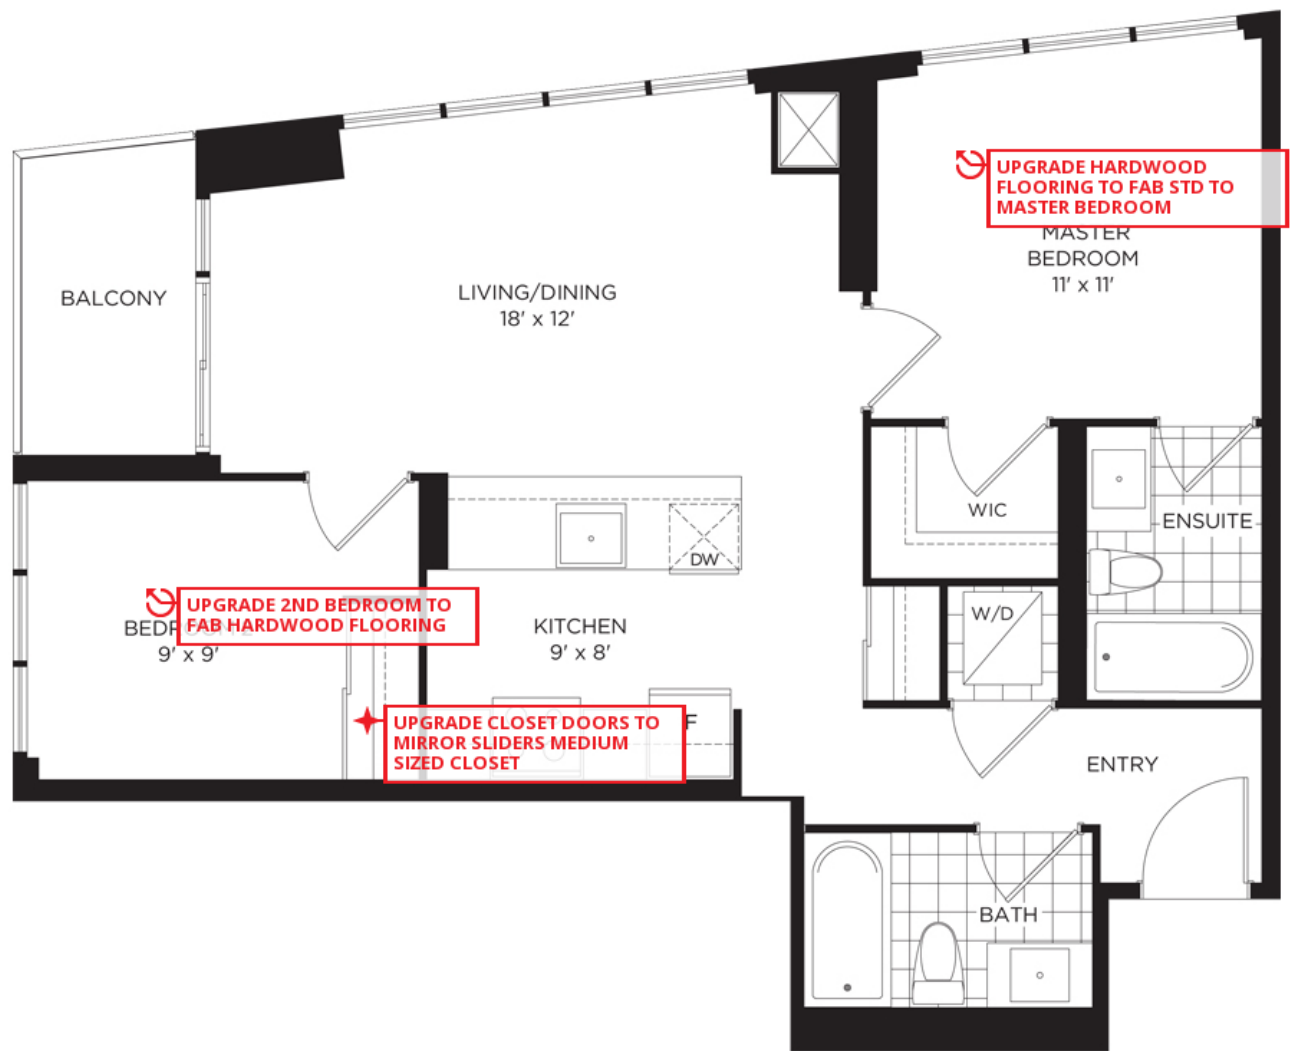 UPGRADE HARDWOOD
FLOORING TO FAB STD TO
MASTER BEDROOM
MASTER
BEDROOM
11' x 11'
BALCONY
LIVING/DINING
18' x 12'
WIC
ENSUITE
DW
UPGRADE 2ND BEDROOM TO
FAB HARDWOOD FLOORING
BEDROOM 2
9' x 9'
KITCHEN
9' x 8'
W/D
UPGRADE CLOSET DOORS TO
MIRROR SLIDERS MEDIUM
SIZED CLOSET
F
ENTRY
BATH